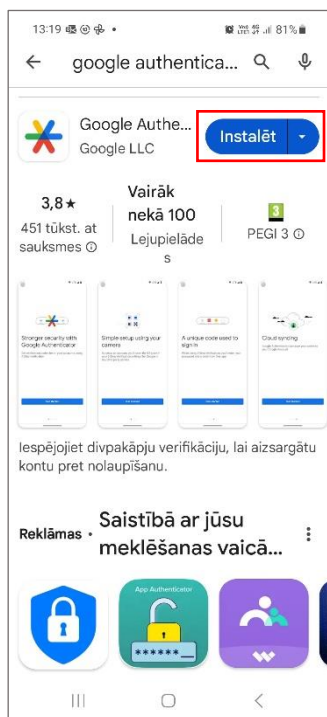 13:19
81%
google authentica...
Google Authe...
Google LLC
Instalēt
3,8★
451 tūkst. at
sauksmes
Vairāk
nekā 100
Lejupielāde
s
3
PEGI 3
Stronger security with
Google Authenticator
Simple setup using your
camera
A unique code used to
sign in
Cloud syncing
Iespējojiet divpakāpju verifikāciju, lai aizsargātu
kontu pret nolaupīšanu.
Reklāmas •
Saistībā ar jūsu
meklēšanas vaicā...
App Authenticator
******